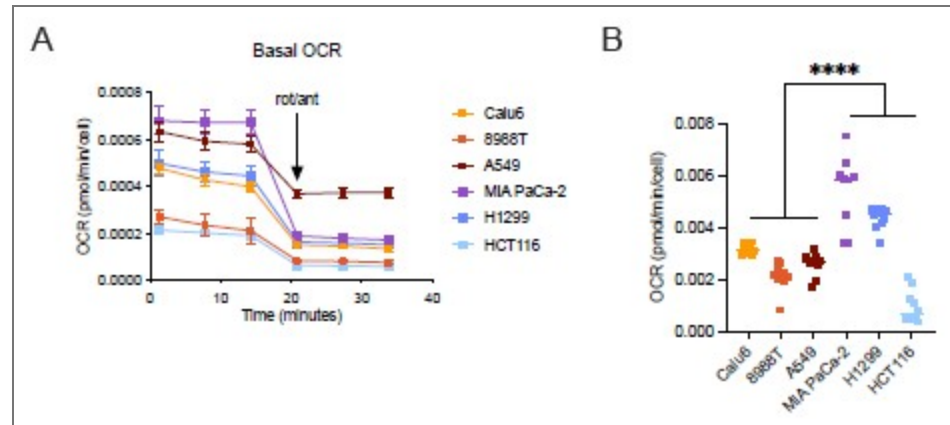 A
Basal OCR
OCR (pmol/min/cell)
0.0008
0.0006
0.0004
0.0002
0.0000
rot/ant
0 10 20 30 40
Time (minutes)
Calu6
8988T
A549
MIA PaCa-2
H1299
HCT116
B
****
OCR (pmol/min/cell)
0.008
0.006
0.004
0.002
0.000
Calu6
8988T
A549
MIA PaCa-2
H1299
HCT116